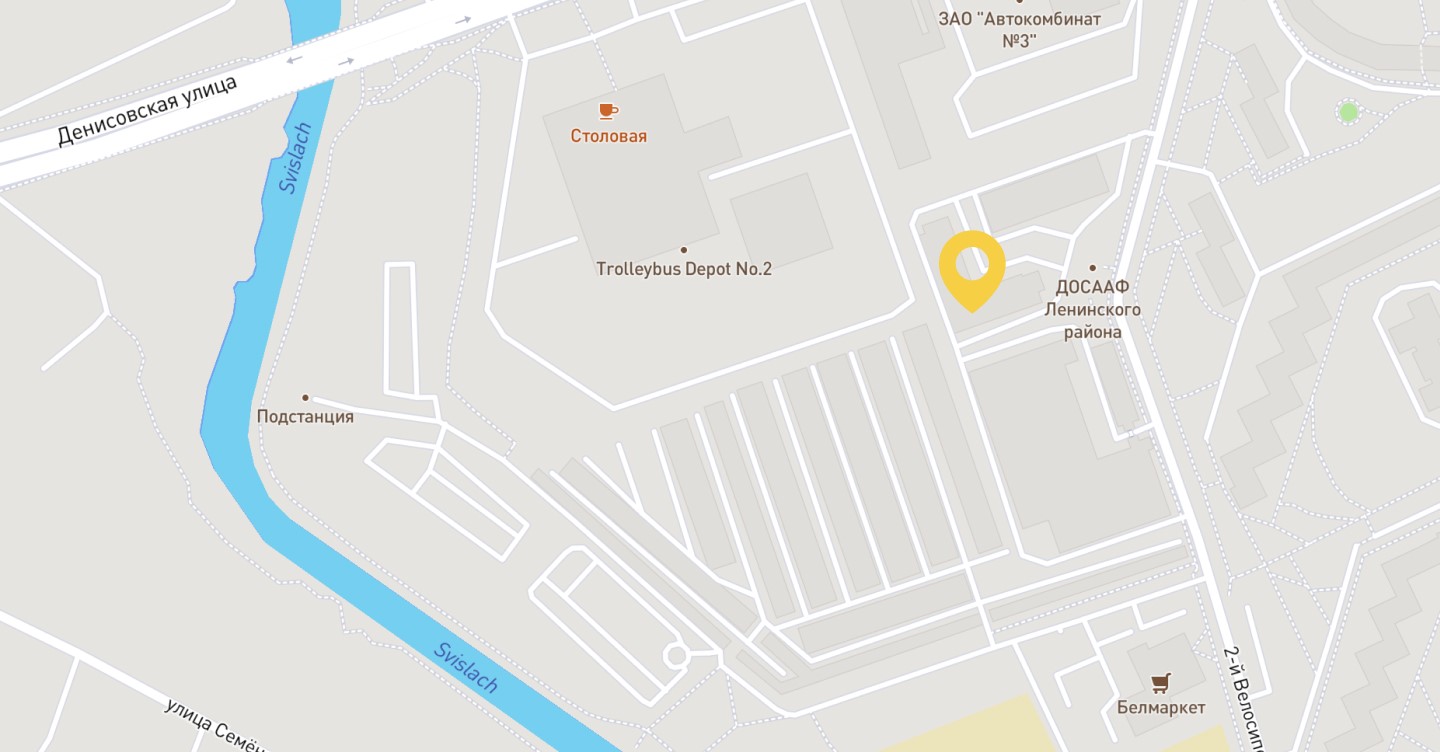 ЗАО "Автокомбинат
№3"
Денисовская улица
Svislach
Столовая
Trolleybus Depot No.2
ДОСААФ
Ленинского
района
Подстанция
Svislach
2-й Велосип
Белмаркет
улица Семён